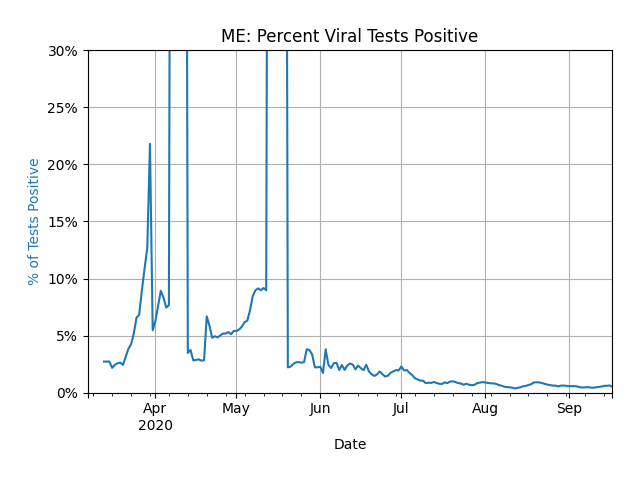 ME: Percent Viral Tests Positive
30%
25%
20%
15%
10%
5%
0%
% of Tests Positive
Apr May Jun Jul Aug Sep
2020
Date